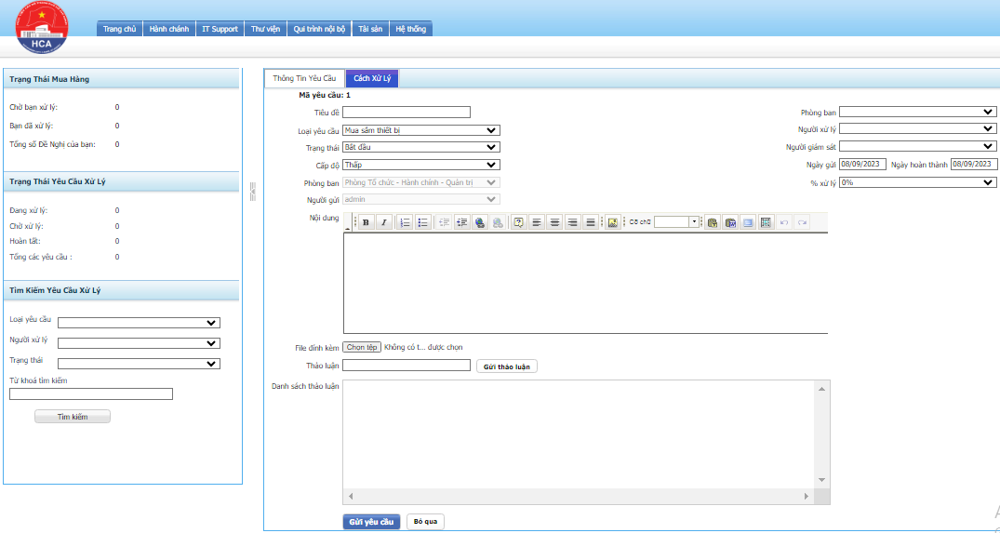 HCA
Trang chủ Hành chánh IT Support Thư viện Qui trình nội bộ Tài sản Hệ thống
Trạng Thái Mua Hàng
Chờ bạn xử lý: 0
Bạn đã xử lý: 0
Tổng số Đề Nghị của bạn: 0
Trạng Thái Yêu Cầu Xử Lý
Đang xử lý: 0
Chờ xử lý: 0
Hoàn tất: 0
Tổng các yêu cầu : 0
Tìm Kiếm Yêu Cầu Xử Lý
Loại yêu cầu
Người xử lý
Trạng thái
Từ khoá tìm kiếm
Tìm kiếm
Thông Tin Yêu Cầu Cách Xử Lý
Mã yêu cầu: 1
Tiêu đề
Loại yêu cầu Mua sắm thiết bị
Trạng thái Bắt đầu
Cấp độ Thấp
Phòng ban Phòng Tổ chức - Hành chính - Quản trị
Người gửi admin
Phòng ban
Người xử lý
Người giám sát
Ngày gửi 08/09/2023 Ngày hoàn thành 08/09/2023
% xử lý 0%
Nội dung
B I Cỡ chữ
File đính kèm Chọn tệp Không có t... được chọn
Thảo luận Gửi thảo luận
Danh sách thảo luận
Gửi yêu cầu Bỏ qua